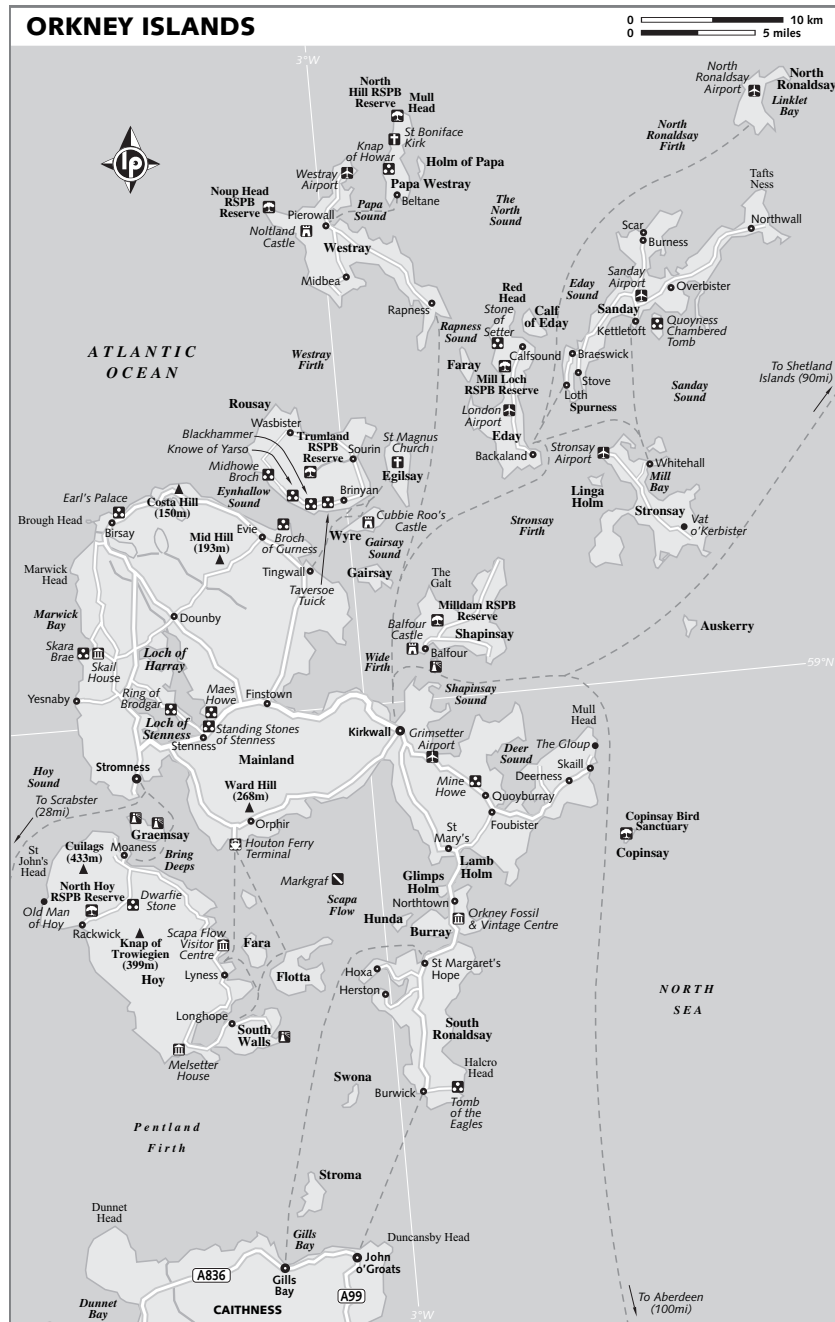 ORKNEY ISLANDS
0 10 km
0 5 miles
3°W
lp
North
Ronaldsay
Airport
North
Ronaldsay
Linklet
Bay
North
Hill RSPB
Reserve
Mull
Head
St Boniface
Kirk
Knap
of Howar
Holm of Papa
North
Ronaldsay
Firth
Westray
Airport
Papa Westray
Beltane
Noup Head
RSPB
Reserve
Papa
Sound
The
North
Sound
Tafts
Ness
Pierowall
Noltland
Castle
Westray
Scar
Burness
Northwall
Midbea
Rapness
Red
Head
Stone
of
Setter
Calf
of Eday
Eday
Sound
Sanday
Airport
Sanday
Overbister
Kettletoft
Quoyness
Chambered
Tomb
ATLANTIC
OCEAN
Westray
Firth
Rapness
Sound
Faray
Calfsound
Mill Loch
RSPB Reserve
Braeswick
Stove
Loth
Spurness
Sanday
Sound
To Shetland
Islands (90mi)
London
Airport
Eday
Backaland
Rousay
Wasbister
Blackhammer
Knowe of Yarso
Trumland
RSPB
Reserve
Sourin
St Magnus
Church
Egilsay
Midhowe
Broch
Eynhallow
Sound
Brinyan
Stronsay
Airport
Whitehall
Mill
Bay
Linga
Holm
Stronsay
Vat
o'Kerbister
Earl's Palace
Costa Hill
(150m)
Brough Head
Birsay
Mid Hill
(193m)
Evie
Broch
of Gurness
Cubbie Roo's
Castle
Wyre
Gairsay
Sound
Stronsay
Firth
Marwick
Head
Tingwall
Taversoe
Tuick
Gairsay
The
Galt
Milldam RSPB
Reserve
Marwick
Bay
Dounby
Balfour
Castle
Shapinsay
Balfour
Auskerry
Skara
Brae
Skail
House
Loch of
Harray
Wide
Firth
59°N
Yesnaby
Ring of
Brodgar
Maes
Howe
Finstown
Shapinsay
Sound
Loch of
Stenness
Standing Stones
of Stenness
Stenness
Kirkwall
Grimsetter
Airport
Deer
Sound
Mull
Head
The Gloup
Skaill
Deerness
Mainland
Stromness
Hoy
Sound
Mine
Howe
Quoyburray
Ward Hill
(268m)
Orphir
Foubister
To Scrabster
(28mi)
Graemsay
Houton Ferry
Terminal
St
Mary's
Lamb
Holm
Copinsay Bird
Sanctuary
Copinsay
St
John's
Head
Cuilags
(433m)
Moaness
Bring
Deeps
Markgraf
Scapa
Flow
Glimps
Holm
Northtown
North Hoy
RSPB Reserve
Dwarfie
Stone
Old Man
of Hoy
Rackwick
Hunda
Burray
Orkney Fossil
& Vintage Centre
Knap of
Trowieglen
(399m)
Hoy
Scapa Flow
Visitor
Centre
Fara
Lyness
Flotta
Hoxa
St Margaret's
Hope
Herston
NORTH
SEA
Longhope
South
Walls
South
Ronaldsay
Melsetter
House
Halcro
Head
Swona
Burwick
Tomb
of the
Eagles
Pentland
Firth
Stroma
Dunnet
Head
Gills
Bay
Duncansby Head
John
o'Groats
Gills
Bay
A836
A99
CAITHNESS
Dunnet
Bay
3°W
To Aberdeen
(100mi)